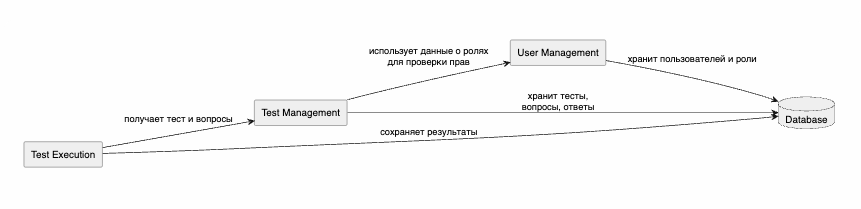 использует данные о ролях
для проверки прав
User Management
хранит пользователей и роли
хранит тесты,
вопросы, ответы
Test Management
Database
получает тест и вопросы
сохраняет результаты
Test Execution